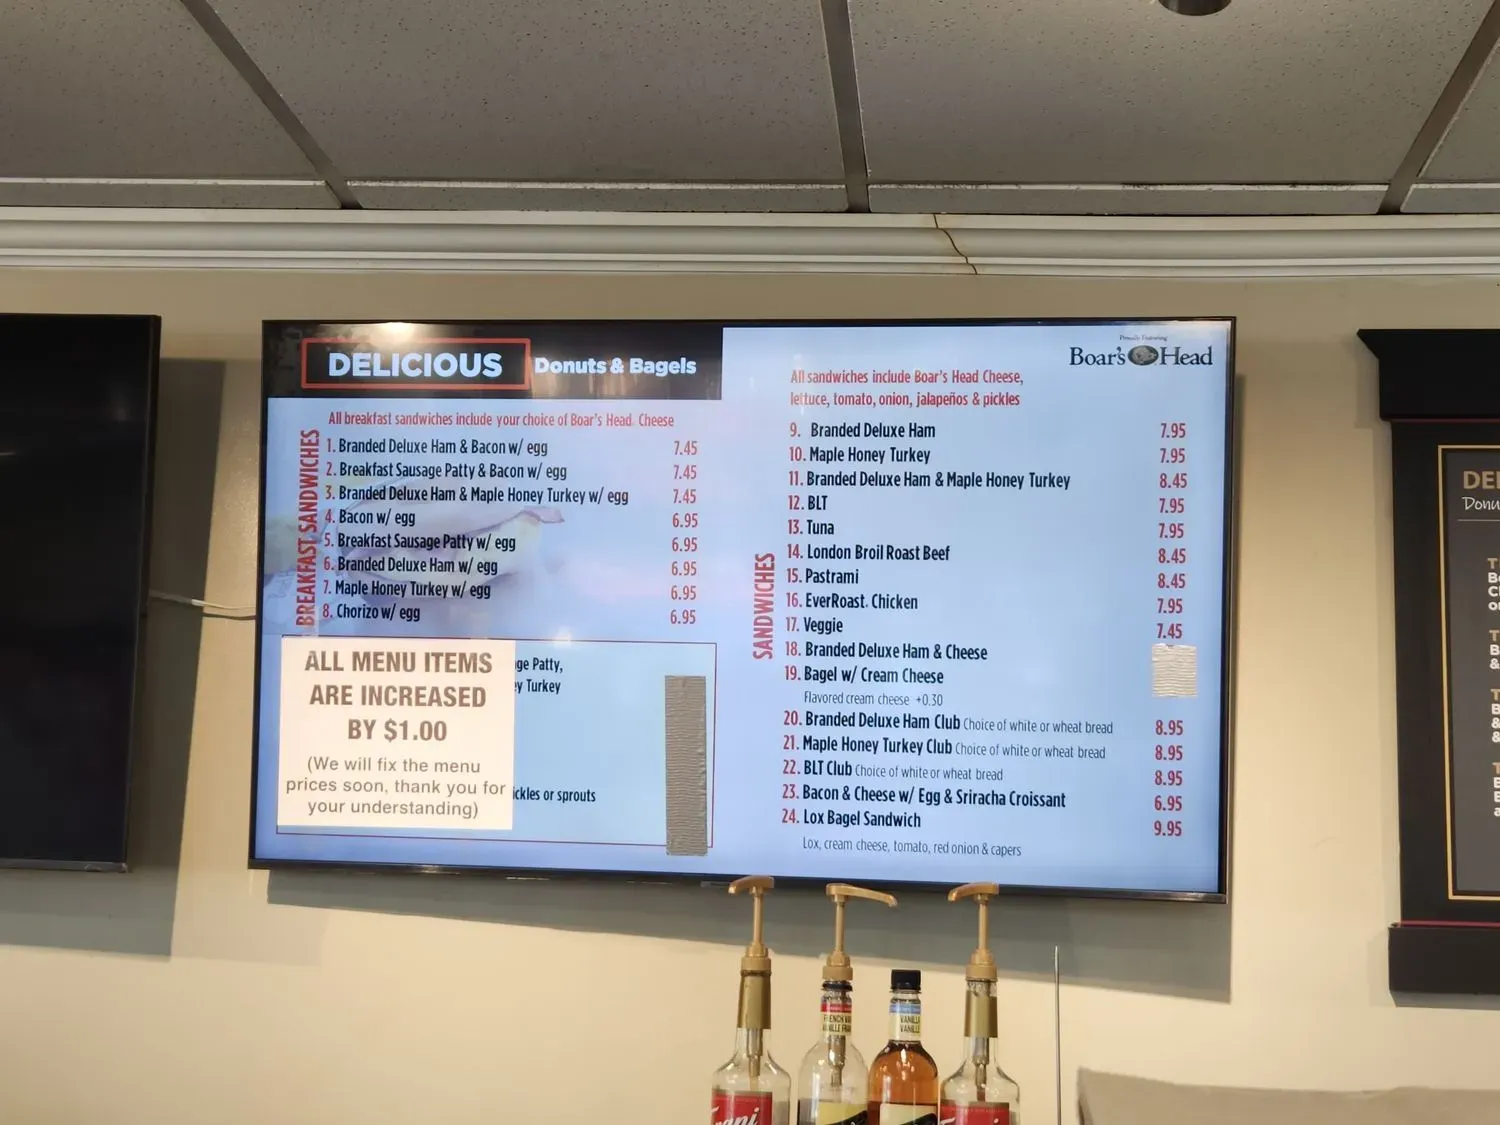 DELICIOUS Donuts & Bagels
All breakfast sandwiches include your choice of Boar's Head Cheese
BREAKFAST SANDWICHES
1. Branded Deluxe Ham & Bacon w/ egg 7.45
2. Breakfast Sausage Patty & Bacon w/ egg 7.45
3. Branded Deluxe Ham & Maple Honey Turkey w/ egg 7.45
4. Bacon w/ egg 6.95
5. Breakfast Sausage Patty w/ egg 6.95
6. Branded Deluxe Ham w/ egg 6.95
7. Maple Honey Turkey w/ egg 6.95
8. Chorizo w/ egg 6.95
ALL MENU ITEMS
ARE INCREASED
BY $1.00
(We will fix the menu
prices soon, thank you for
your understanding)
ge Patty,
y Turkey
ickles or sprouts
Proudly Featuring
Boar's Head
All sandwiches include Boar's Head Cheese,
lettuce, tomato, onion, jalapeños & pickles
SANDWICHES
9. Branded Deluxe Ham 7.95
10. Maple Honey Turkey 7.95
11. Branded Deluxe Ham & Maple Honey Turkey 8.45
12. BLT 7.95
13. Tuna 7.95
14. London Broil Roast Beef 8.45
15. Pastrami 8.45
16. EverRoast Chicken 7.95
17. Veggie 7.45
18. Branded Deluxe Ham & Cheese
19. Bagel w/ Cream Cheese
Flavored cream cheese +0.30
20. Branded Deluxe Ham Club Choice of white or wheat bread 8.95
21. Maple Honey Turkey Club Choice of white or wheat bread 8.95
22. BLT Club Choice of white or wheat bread 8.95
23. Bacon & Cheese w/ Egg & Sriracha Croissant 6.95
24. Lox Bagel Sandwich 9.95
Lox, cream cheese, tomato, red onion & capers
DEL
Donu
VANILLA
VANILLE